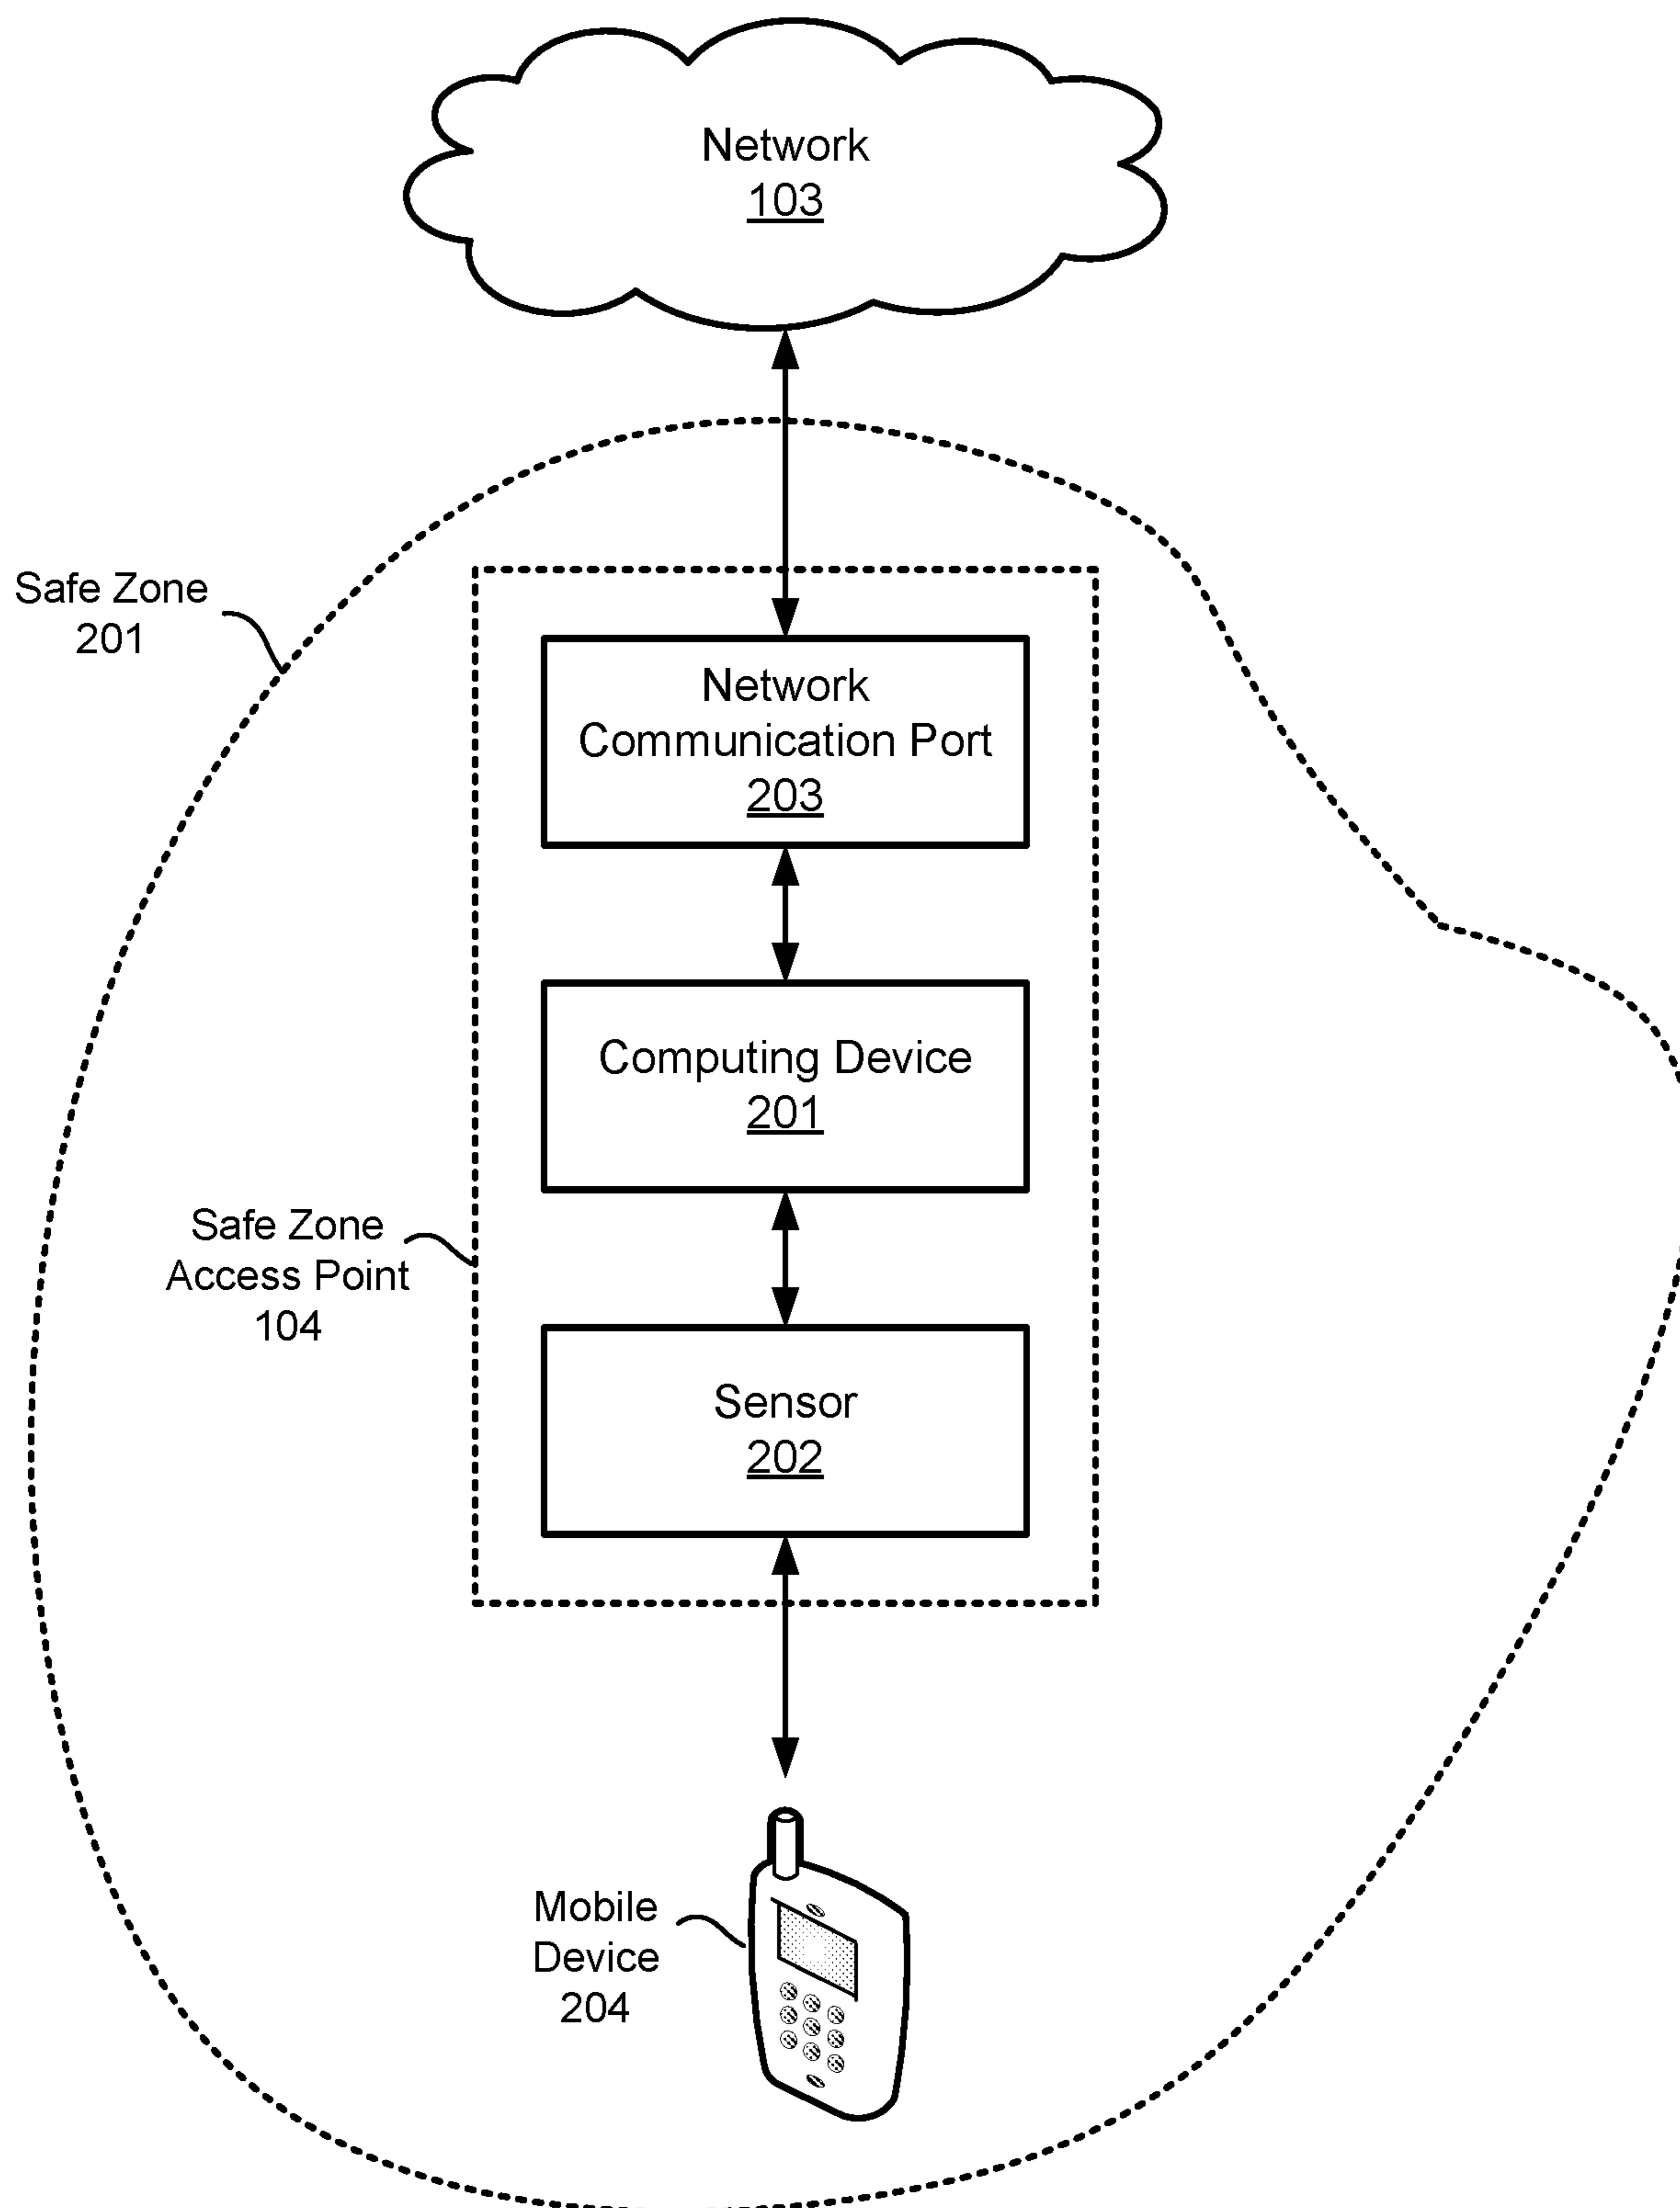 Network
103
Safe Zone
201
Network
Communication Port
203
Computing Device
201
Safe Zone
Access Point
104
Sensor
202
Mobile
Device
204